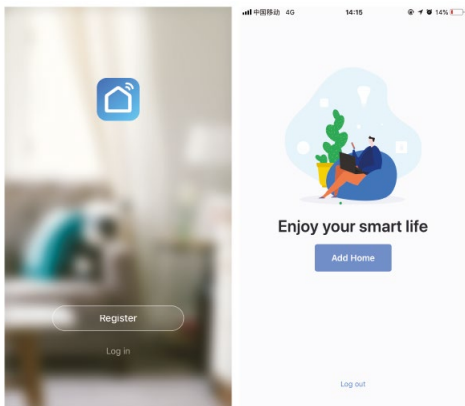 Register
Log in
中国移动 4G 14:15 14%
Enjoy your smart life
Add Home
Log out